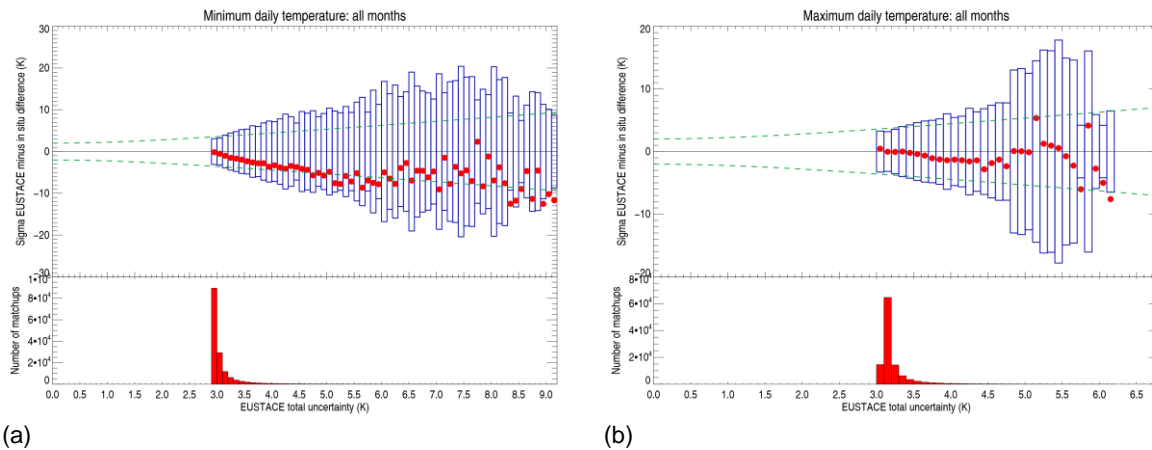 Minimum daily temperature: all months
Sigma EUSTACE minus in situ difference (K)
30
20
10
0
−10
−20
−30
Number of matchups
1•10⁵
8•10⁴
6•10⁴
4•10⁴
2•10⁴
0
0.0 0.5 1.0 1.5 2.0 2.5 3.0 3.5 4.0 4.5 5.0 5.5 6.0 6.5 7.0 7.5 8.0 8.5 9.0
EUSTACE total uncertainty (K)
(a)
Maximum daily temperature: all months
Sigma EUSTACE minus in situ difference (K)
20
10
0
−10
−20
Number of matchups
8•10⁴
6•10⁴
4•10⁴
2•10⁴
0
0.0 0.5 1.0 1.5 2.0 2.5 3.0 3.5 4.0 4.5 5.0 5.5 6.0 6.5
EUSTACE total uncertainty (K)
(b)